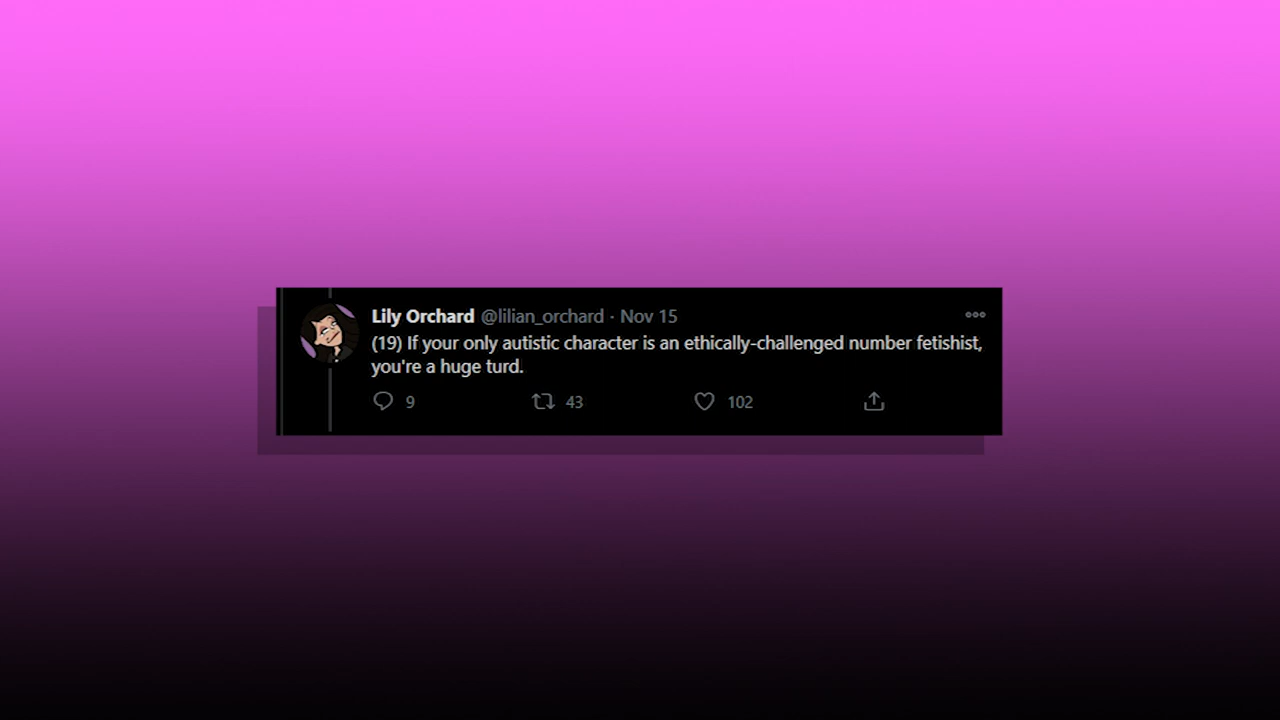 Lily Orchard @lilian_orchard · Nov 15
(19) If your only autistic character is an ethically-challenged number fetishist,
you're a huge turd.
9 43 102